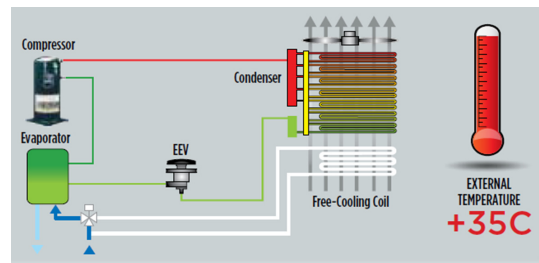 Compressor
Condenser
Evaporator
EEV
Free-Cooling Coil
EXTERNAL
TEMPERATURE
+35C